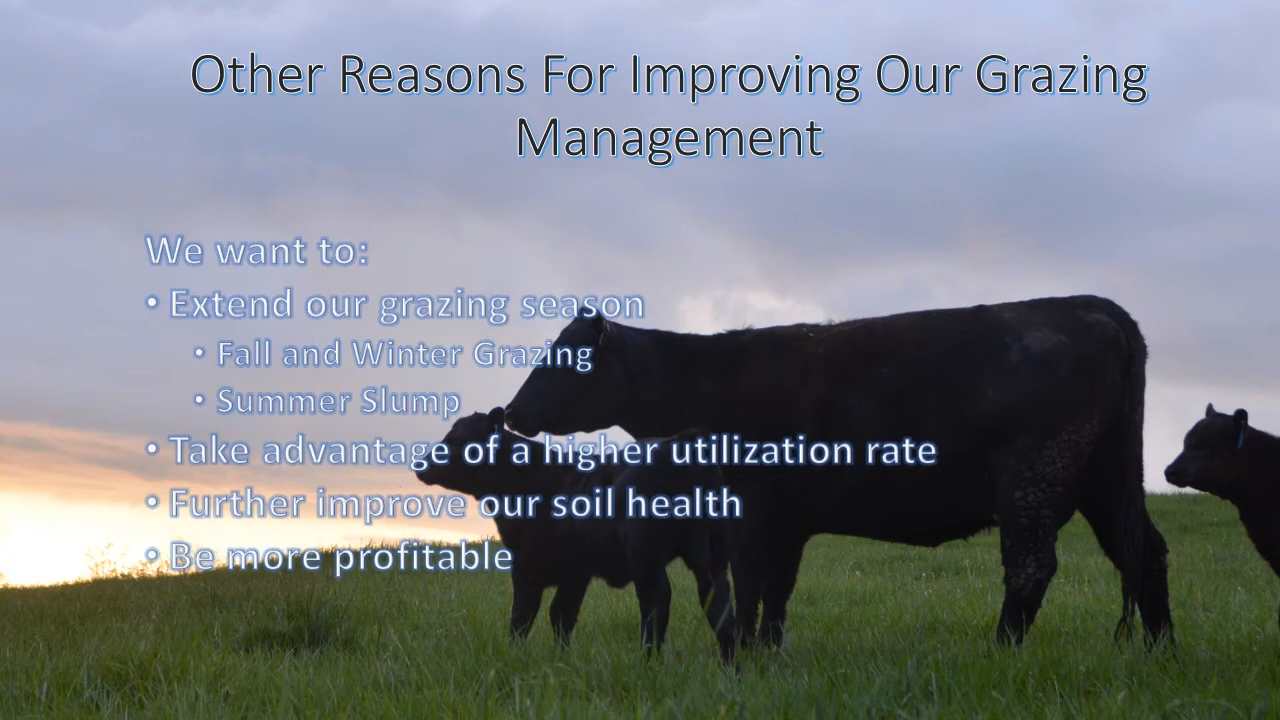 Other Reasons For Improving Our Grazing
Management
We want to:
• Extend our grazing season
• Fall and Winter Grazing
• Summer Slump
• Take advantage of a higher utilization rate
• Further improve our soil health
• Be more profitable